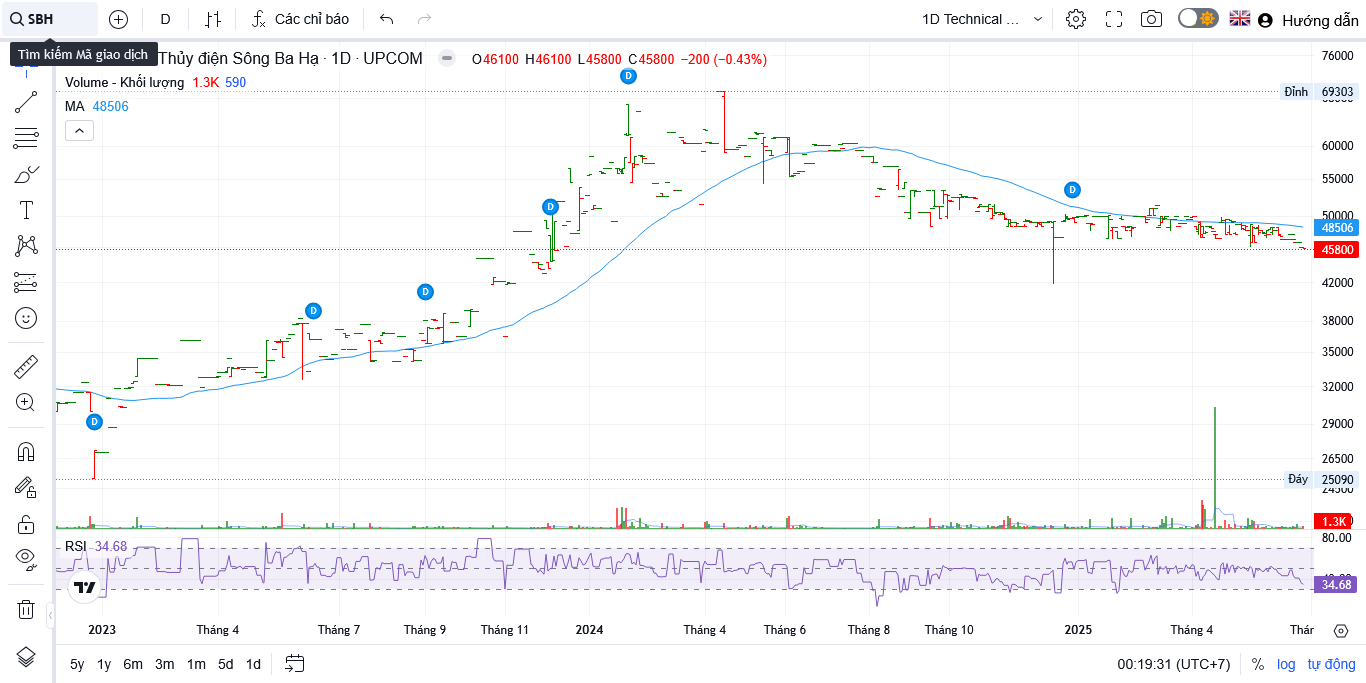 SBH D Các chỉ báo 1D Technical ... Hướng dẫn
Tìm kiếm Mã giao dịch
Thủy điện Sông Ba Hạ · 1D · UPCOM O46100 H46100 L45800 C45800 −200 (−0.43%)
Volume - Khối lượng 1.3K 590
MA 48506
76000
Đỉnh 69303
60000
55000
50000
48506
45800
42000
38000
35000
32000
29000
26500
Đáy 25090
24500
1.3K
D
D
D
D
D
D
RSI 34.68
80.00
34.68
2023 Tháng 4 Tháng 7 Tháng 9 Tháng 11 2024 Tháng 4 Tháng 6 Tháng 8 Tháng 10 2025 Tháng 4 Thár
5y 1y 6m 3m 1m 5d 1d 00:19:31 (UTC+7) % log tự động